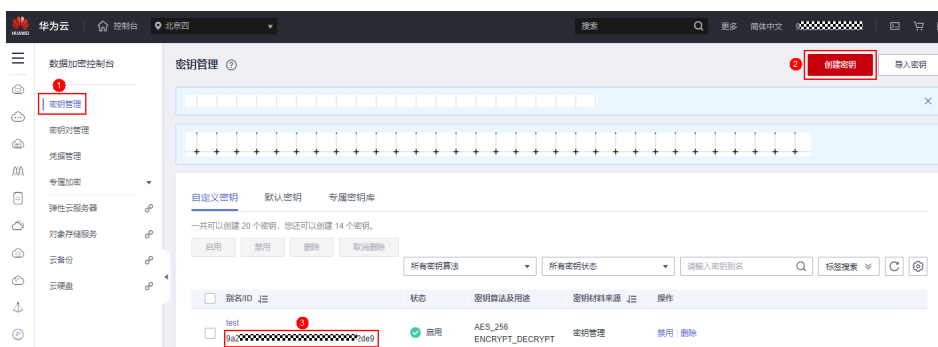 HUAWEI
华为云 控制台 北京四 搜索 更多 简体中文 9
数据加密控制台
1
密钥管理
密钥对管理
凭据管理
专属加密
弹性云服务器
对象存储服务
云备份
云硬盘
密钥管理
2 创建密钥 导入密钥
自定义密钥 默认密钥 专属密钥库
一共可以创建 20 个密钥，您还可以创建 14 个密钥。
启用 禁用 删除 取消删除
所有密钥算法 所有密钥状态 请输入密钥别名 标签搜索
别名/ID 状态 密钥算法及用途 密钥材料来源 操作
test 3
9a2 2de9
启用
AES_256
ENCRYPT_DECRYPT
密钥管理
禁用 删除